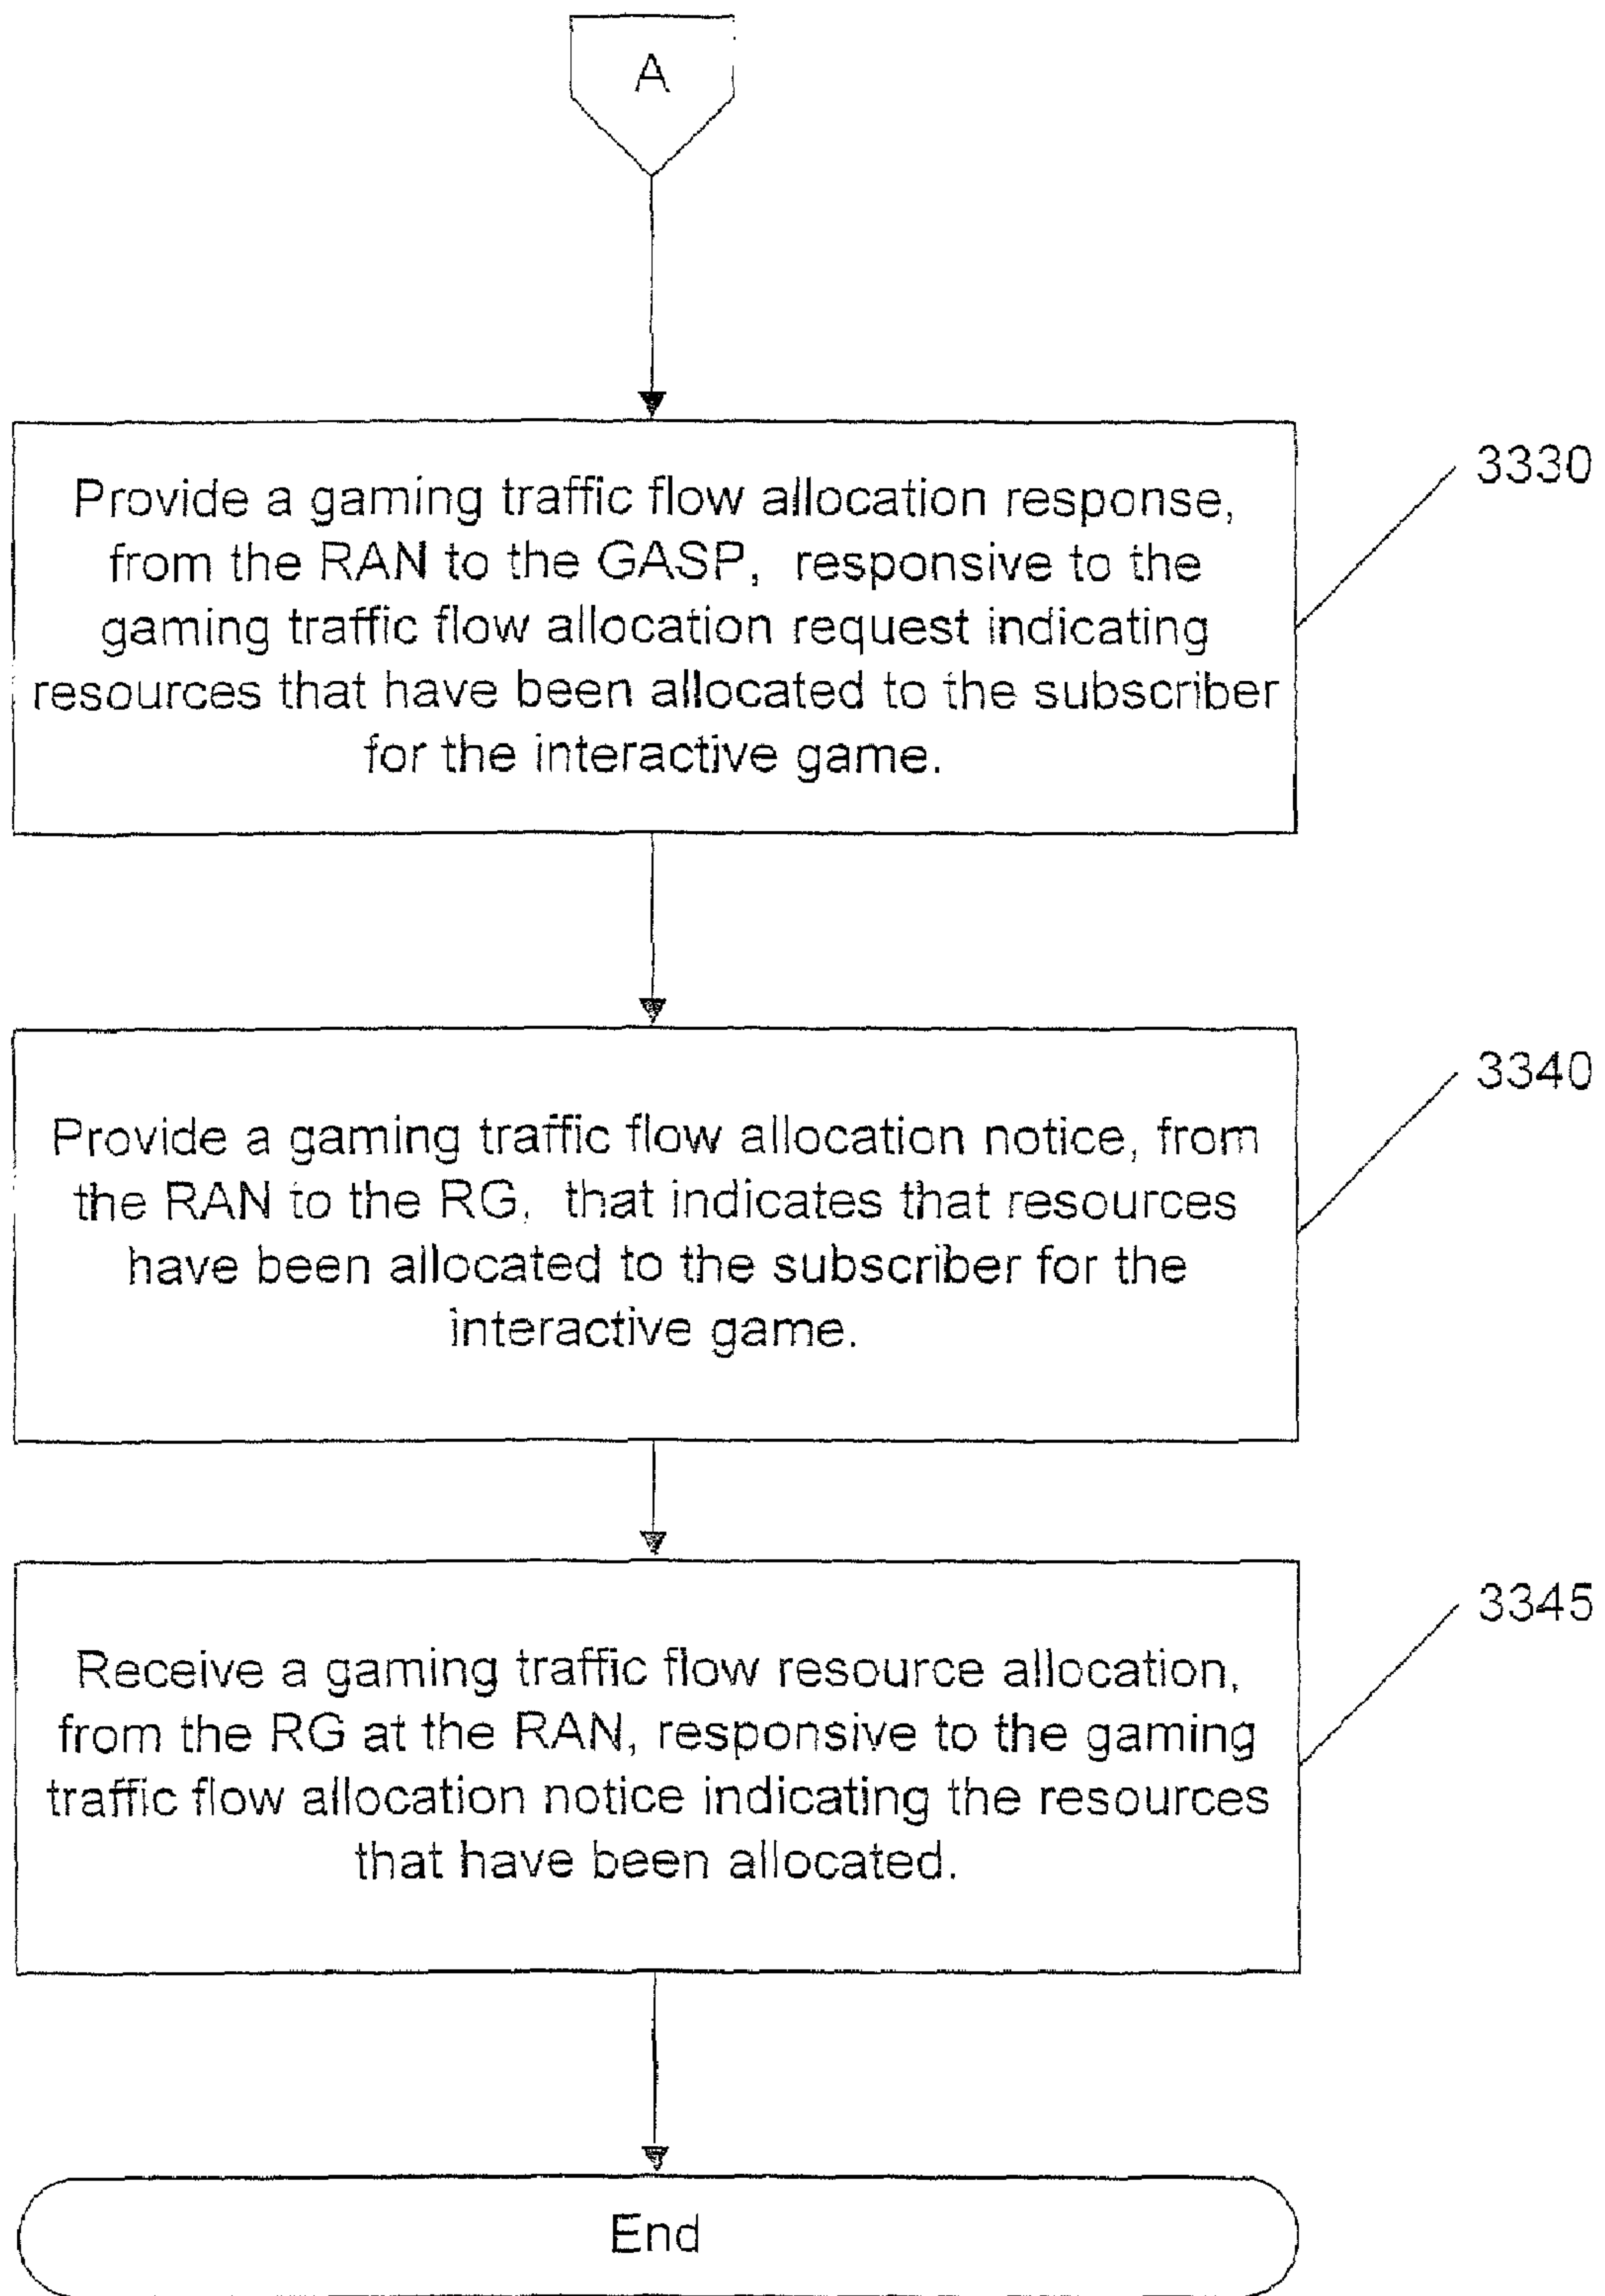 A
Provide a gaming traffic flow allocation response,
from the RAN to the GASP, responsive to the
gaming traffic flow allocation request indicating
resources that have been allocated to the subscriber
for the interactive game.
3330
Provide a gaming traffic flow allocation notice, from
the RAN to the RG, that indicates that resources
have been allocated to the subscriber for the
interactive game.
3340
Receive a gaming traffic flow resource allocation,
from the RG at the RAN, responsive to the gaming
traffic flow allocation notice indicating the resources
that have been allocated.
3345
End